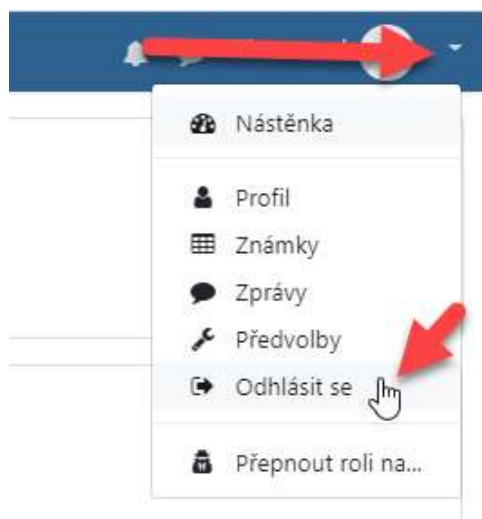 Nástěnka
Profil
Známky
Zprávy
Předvolby
Odhlásit se
Přepnout roli na...